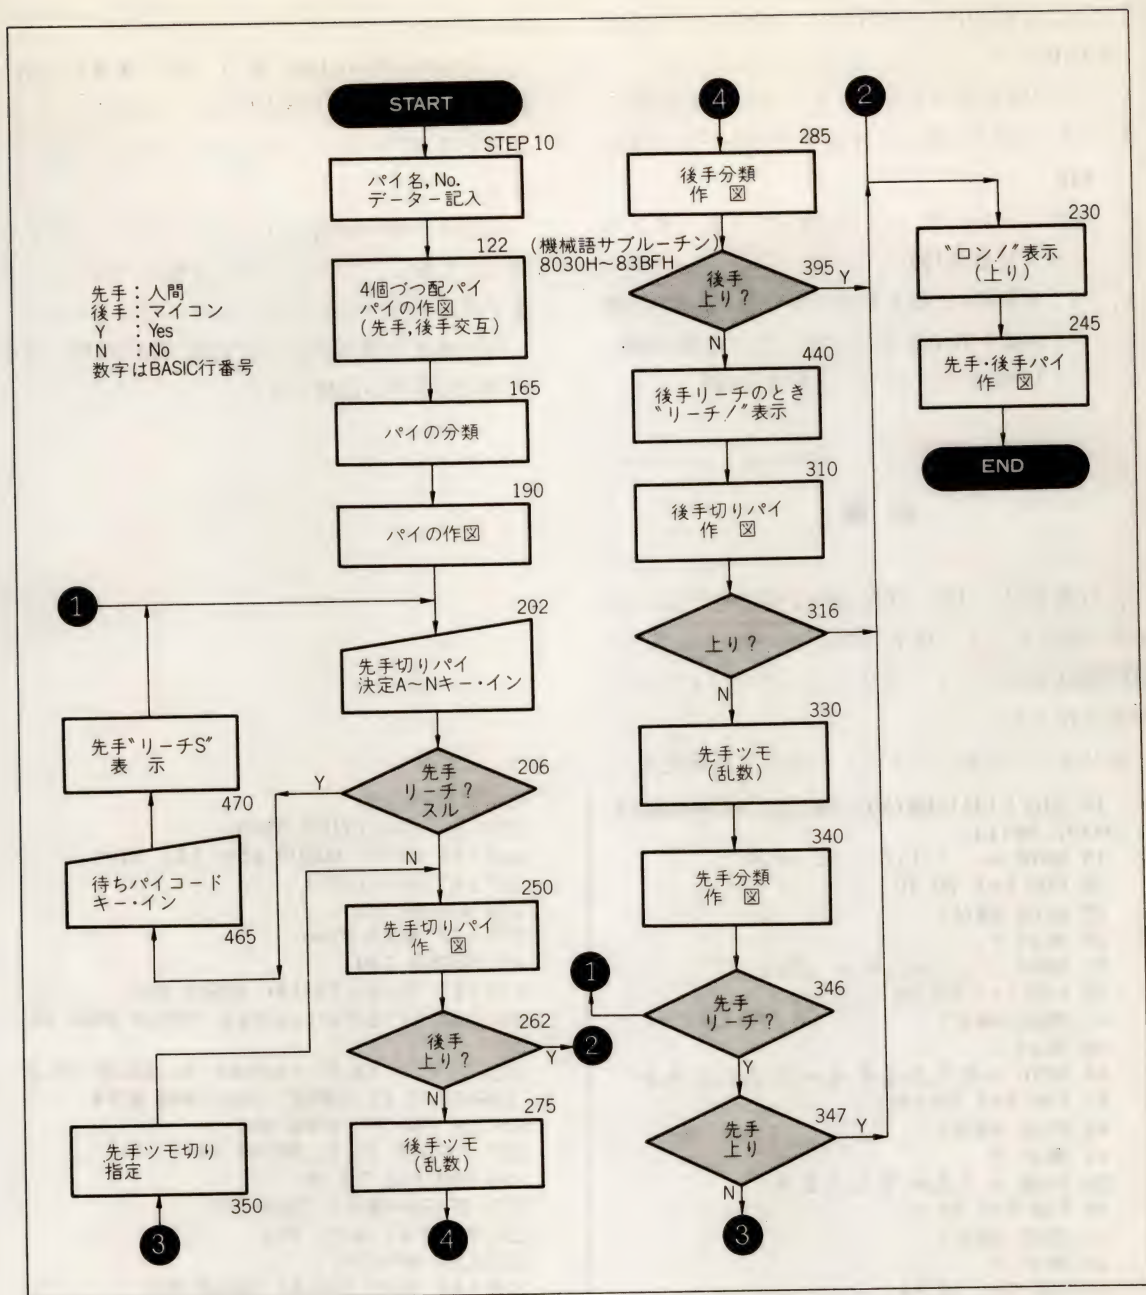 START
STEP 10
パイ名, No.
データー記入
122
4個づつ配パイ
パイの作図
(先手,後手交互)
先手：人間
後手：マイコン
Y　：Yes
N　：No
数字はBASIC行番号
165
パイの分類
190
パイの作図
1
202
先手切りパイ
決定A～Nキー・イン
206
先手
リーチ？
スル
Y
N
先手"リーチS"
表　示
470
待ちパイコード
キー・イン
465
250
先手切りパイ
作　図
262
後手
上り？
Y
2
N
275
後手ツモ
(乱数)
4
先手ツモ切り
指定
350
3
4
285
後手分類
作　図
(機械語サブルーチン)
8030H～83BFH
395
後手
上り？
Y
N
440
後手リーチのとき
"リーチ！"表示
310
後手切りパイ
作　図
316
上り？
N
330
先手ツモ
(乱数)
340
先手分類
作　図
1
346
先手
リーチ？
Y
347
先手
上り
Y
N
3
2
230
"ロン！"表示
(上り)
245
先手・後手パイ
作　図
END